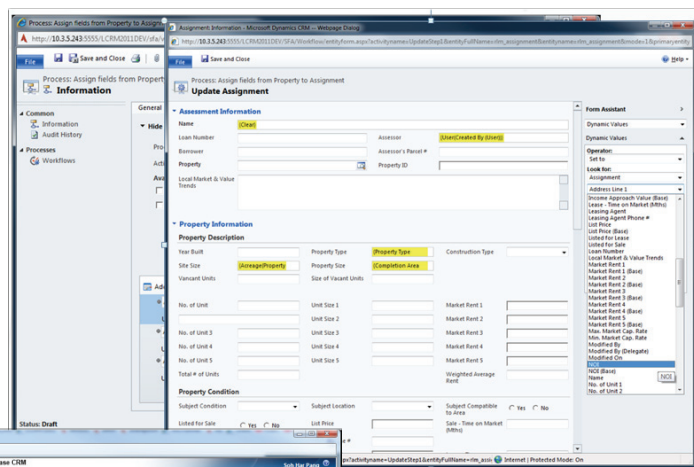 Process: Assign fields from Property to Assignm
http://10.3.5.243:5555/LCRM2011DEV/sfa/w
File
Save and Close
Process: Assign fields from Propert
Information
Common
Information
Audit History
Processes
Workflows
General
Hide
Status: Draft
Assignment Information - Microsoft Dynamics CRM -- Webpage Dialog
http://10.3.5.243:5555/LCRM2011DEV/SFA/Workflow/entityForm.aspx?activityname=UpdateStep1&entityFullName=rlm_assignment&entityname=rlm_assignment&mode=1&primaryentity
File
Save and Close
Help
Process: Assign fields from Property to Assignment
Update Assignment
Assessment Information
Name {Clear}
Loan Number Assessor {User(Created By (User))}
Borrower Assessor's Parcel #
Property Property ID
Local Market & Value
Trends
Property Information
Property Description
Year Built Property Type {Property Type Construction Type
Site Size {Acreage(Property Property Size {Completion Area
Vancant Units Size of Vacant Units
No. of Unit Unit Size 1 Market Rent 1
Unit Size 2 Market Rent 2
No. of Unit 3 Unit Size 3 Market Rent 3
No. of Unit 4 Unit Size 4 Market Rent 4
No. of Unit 5 Unit Size 5 Market Rent 5
Total # of Units Weighted Average
Rent
Property Condition
Subject Condition Subject Location Subject Compatible
to Area Yes No
Listed for Sale Yes No List Price Sale - Time on Market
(Mths)
Form Assistant
Dynamic Values
Dynamic Values
Operator:
Set to
Look for:
Assignment
Address Line 1
Income Approach Value (Base)
Lease - Time on Market (Mths)
Leasing Agent
Leasing Agent Phone #
List Price
List Price (Base)
Listed for Lease
Listed for Sale
Loan Number
Local Market & Value Trends
Market Rent 1
Market Rent 1 (Base)
Market Rent 2
Market Rent 2 (Base)
Market Rent 3
Market Rent 3 (Base)
Market Rent 4
Market Rent 4 (Base)
Market Rent 5
Market Rent 5 (Base)
Max. Market Cap. Rate
Min. Market Cap. Rate
Modified By
Modified By (Delegate)
Modified On
NOI
NOI (Base)
Name
No. of Unit 1
No. of Unit 2
NOI
px?activityname=UpdateStep1&entityFullName=rlm_assi
Internet | Protected Mode: On
ase CRM
Soh Har Pang